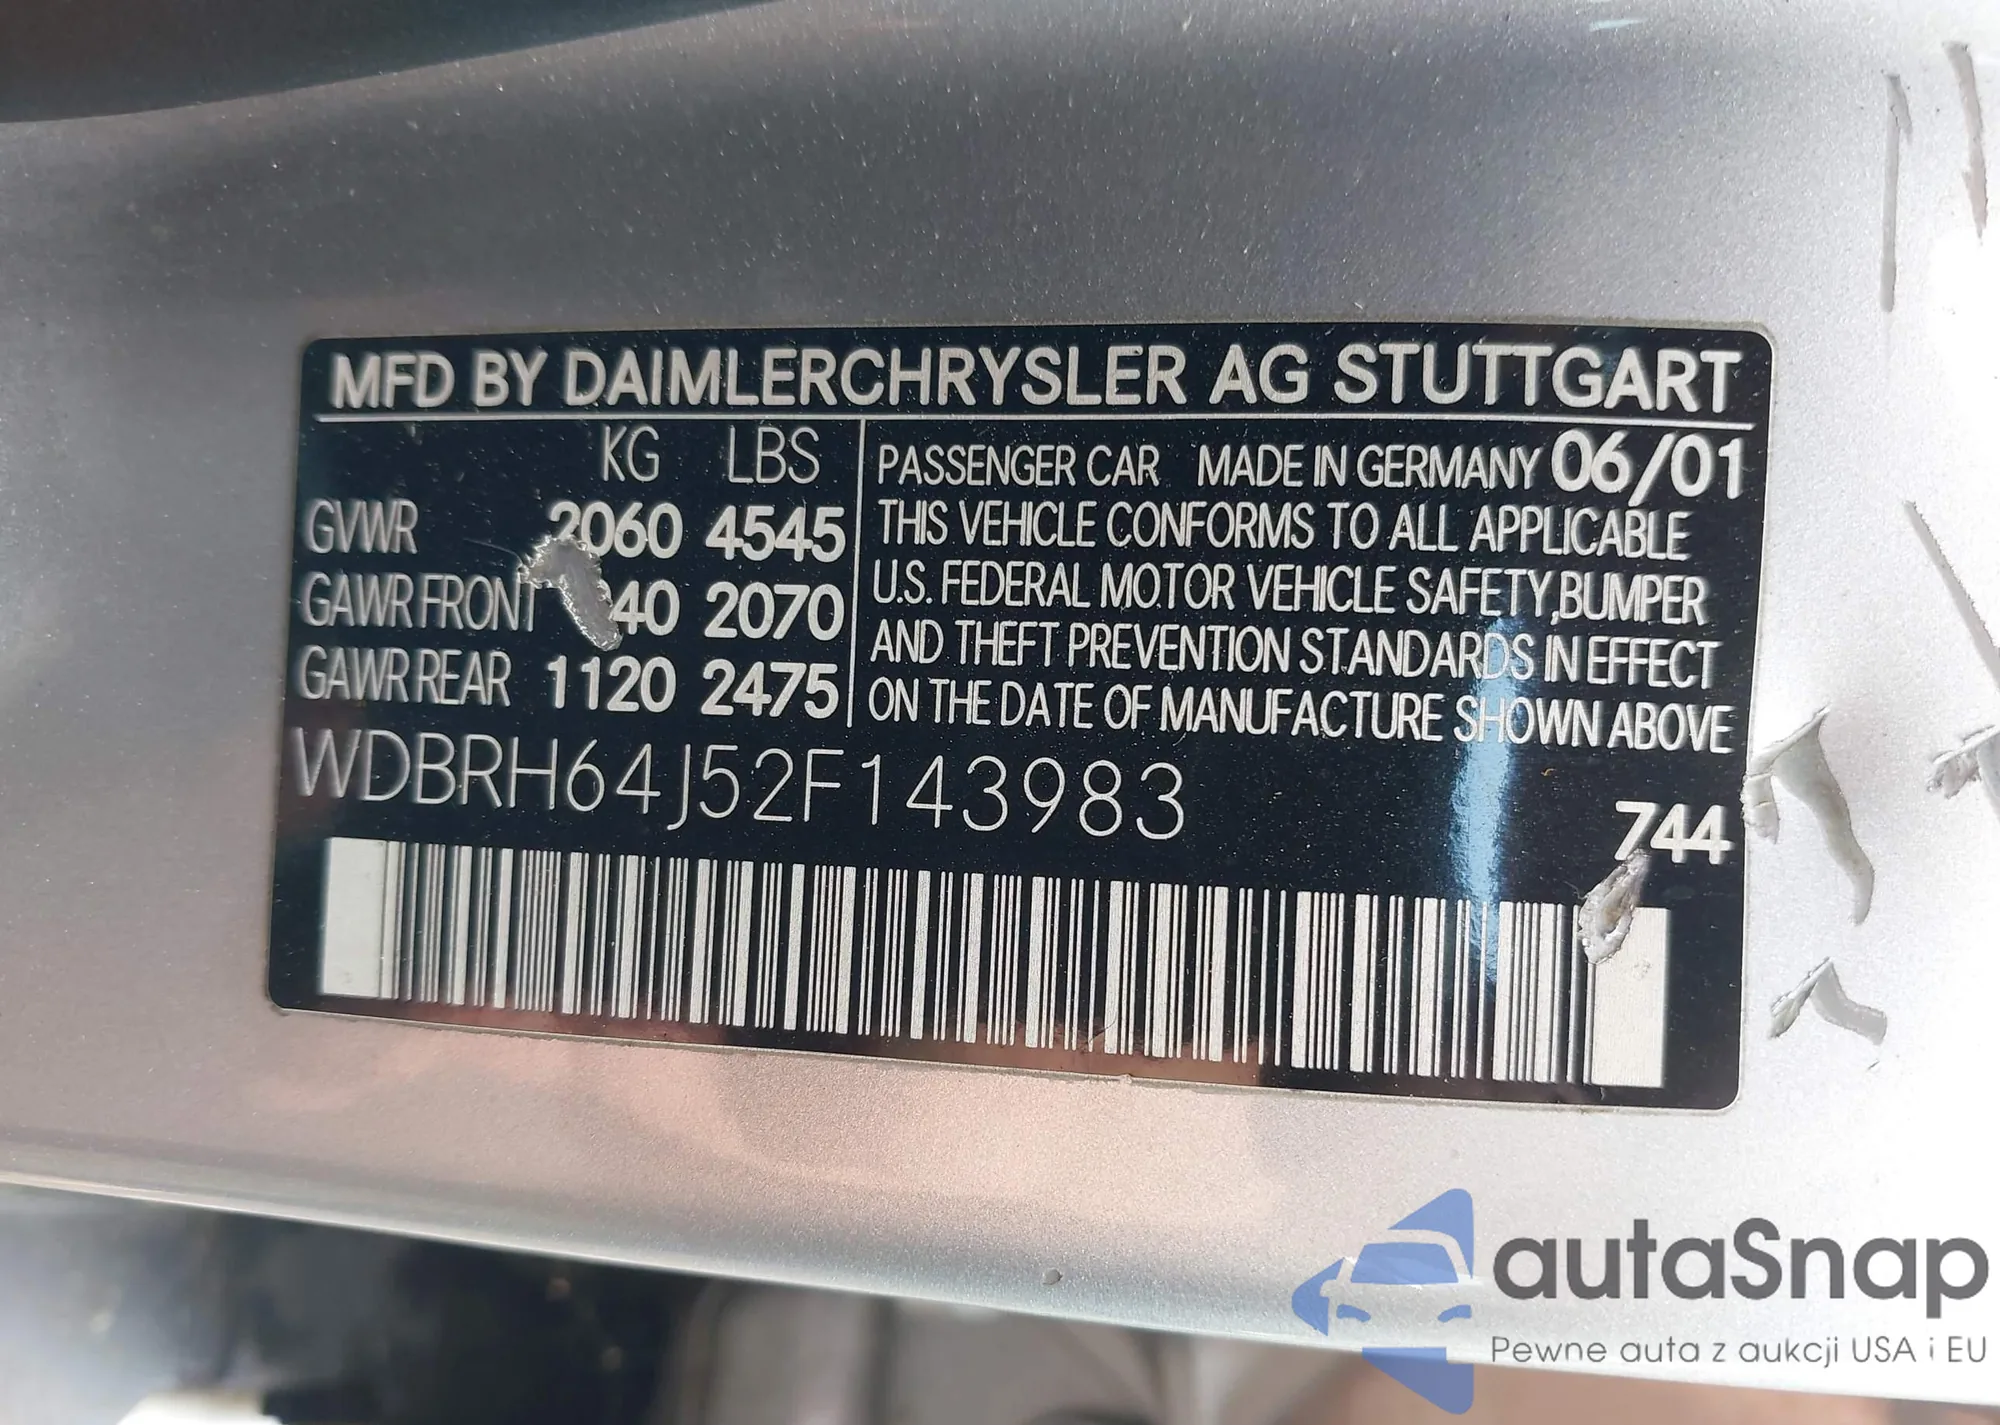 MFD BY DAIMLERCHRYSLER AG STUTTGART
KG LBS
GVWR 2060 4545
GAWR FRONT 40 2070
GAWR REAR 1120 2475
PASSENGER CAR MADE IN GERMANY 06/01
THIS VEHICLE CONFORMS TO ALL APPLICABLE
U.S. FEDERAL MOTOR VEHICLE SAFETY, BUMPER
AND THEFT PREVENTION STANDARDS IN EFFECT
ON THE DATE OF MANUFACTURE SHOWN ABOVE
WDBRH64J52F143983
744
autaSnap
Pewne auta z aukcji USA i EU